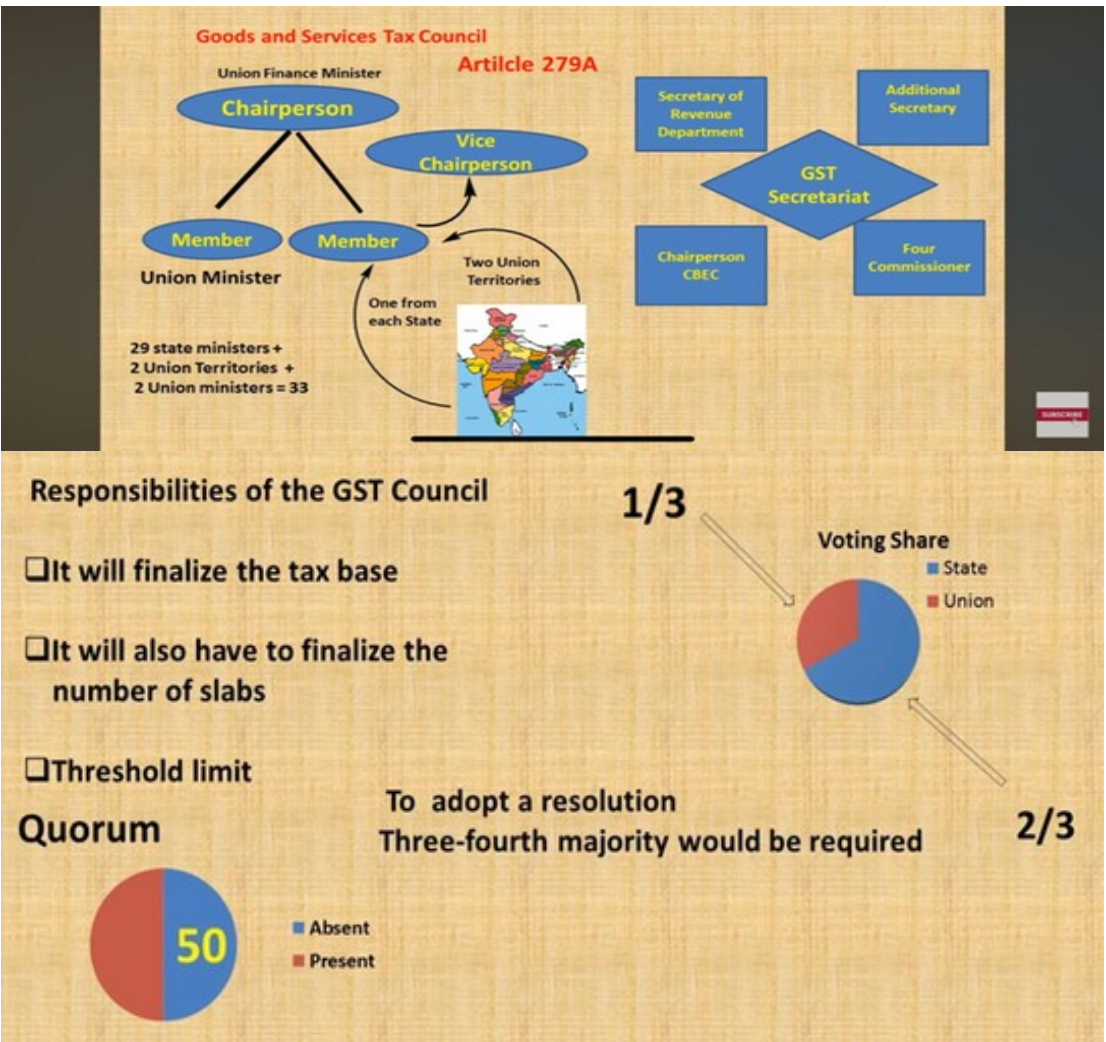 Goods and Services Tax Council
Artilcle 279A
Union Finance Minister
Chairperson
Vice
Chairperson
Member
Member
Union Minister
Two Union
Territories
One from
each State
29 state ministers +
2 Union Territories +
2 Union ministers = 33
Secretary of
Revenue
Department
Additional
Secretary
GST
Secretariat
Chairperson
CBEC
Four
Commissioner
SUBSCRIBE
Responsibilities of the GST Council
It will finalize the tax base
It will also have to finalize the
number of slabs
Threshold limit
1/3
Voting Share
State
Union
2/3
To adopt a resolution
Three-fourth majority would be required
Quorum
50
Absent
Present